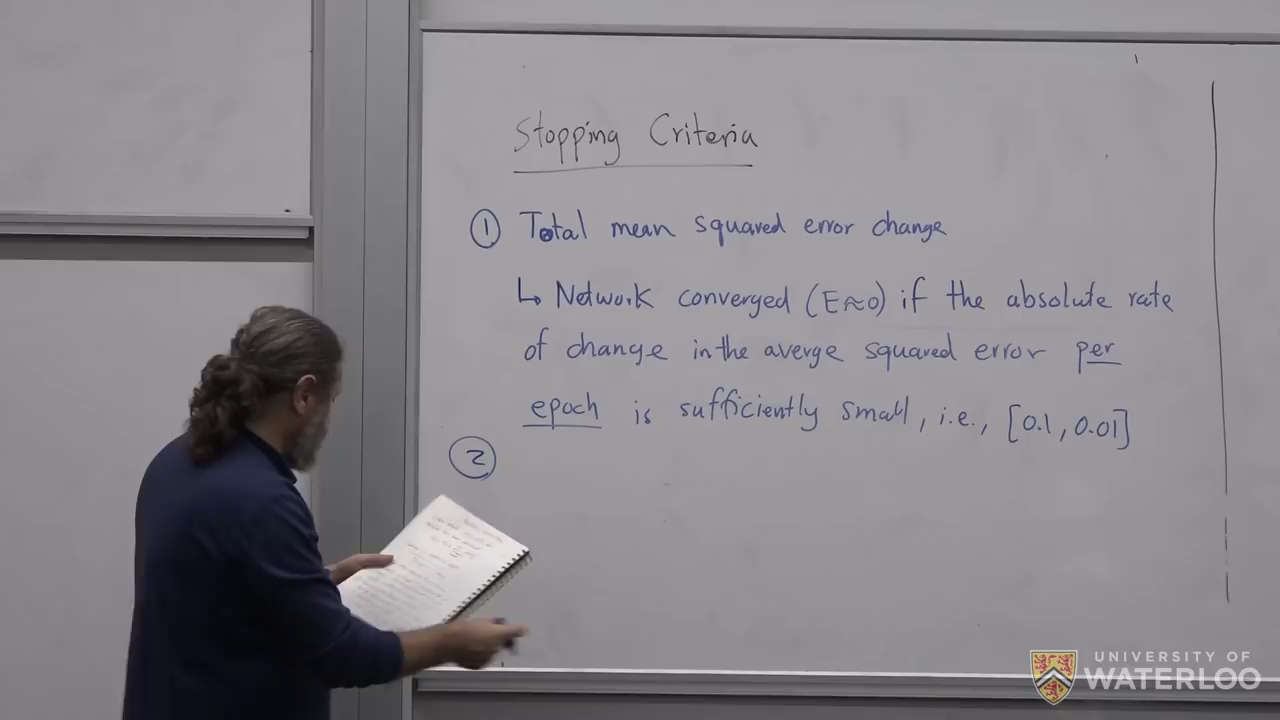 Stopping Criteria
① Total mean squared error change
↳ Network converged (E≈0) if the absolute rate
of change in the averge squared error per
epoch is sufficiently small, i.e., [0.1, 0.01]
②
UNIVERSITY OF
WATERLOO